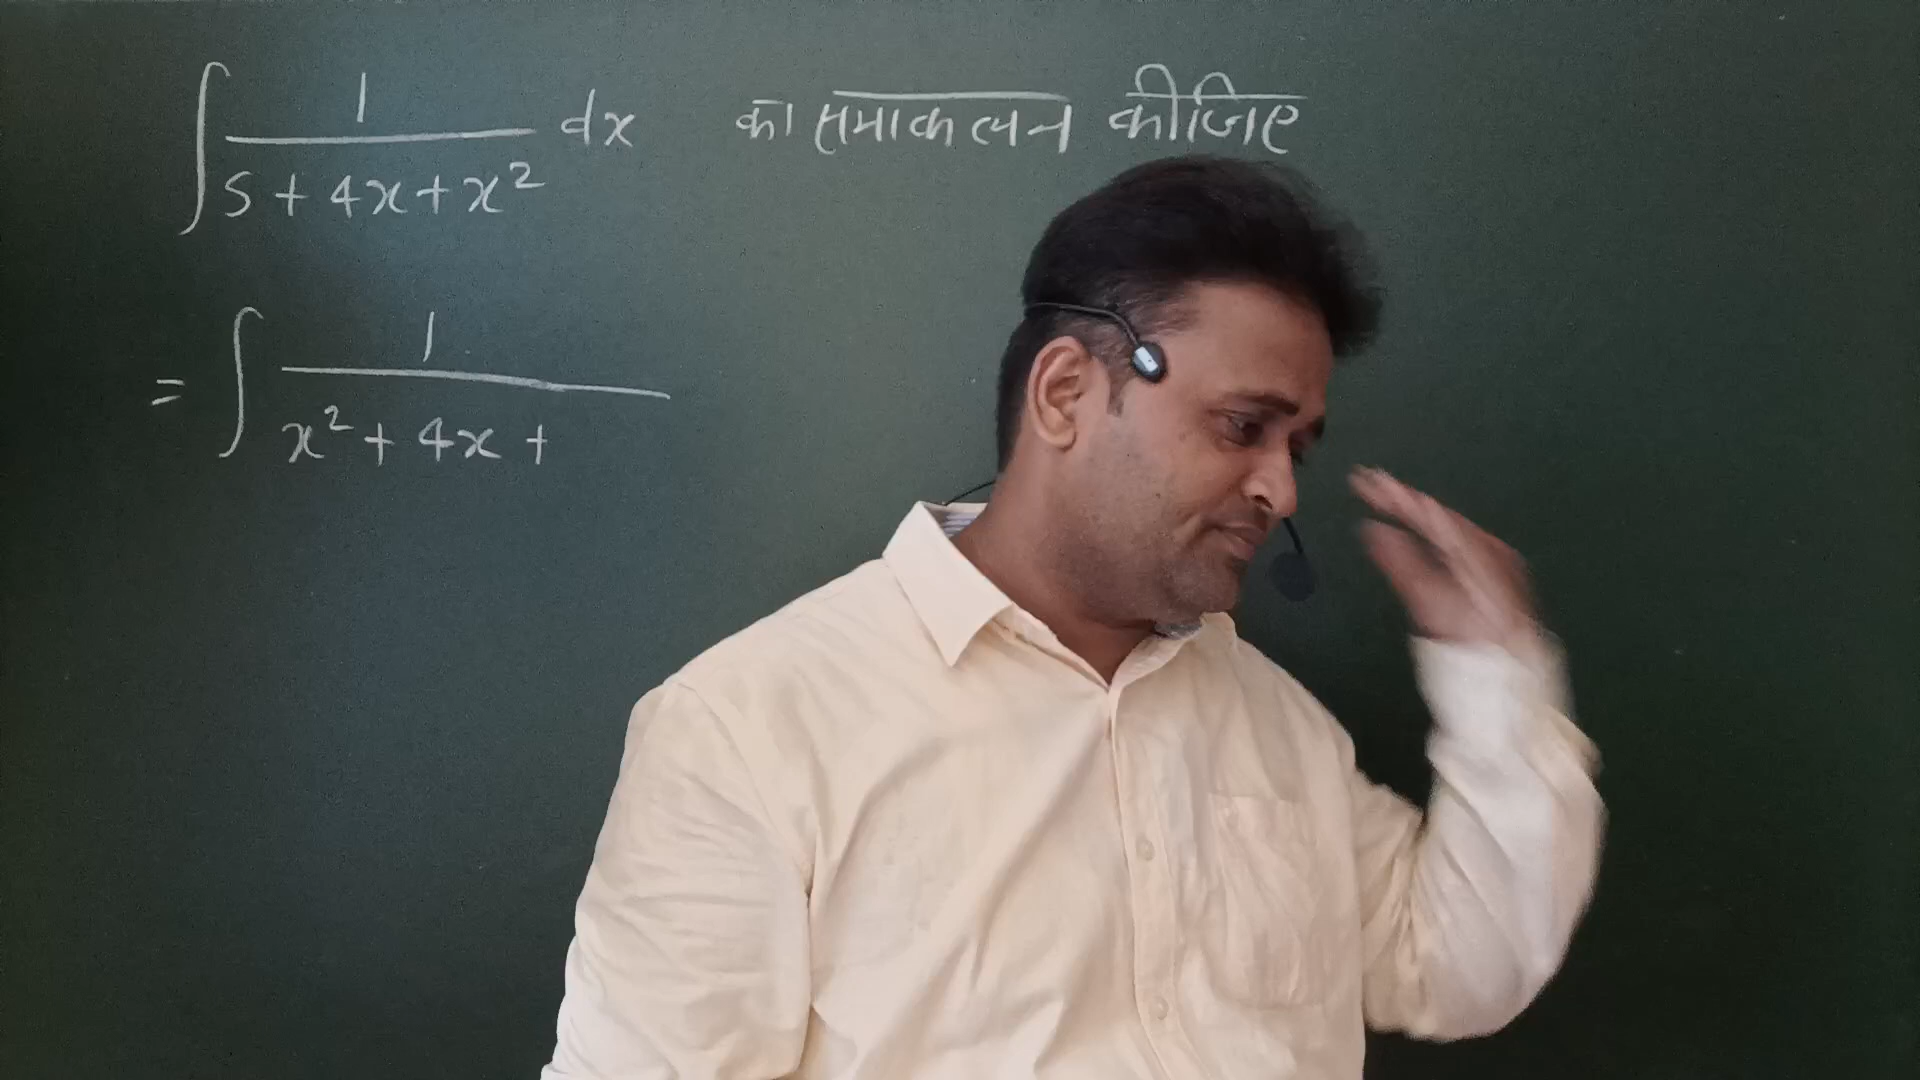 ∫ 1/(5 + 4x + x²) dx का समाकलन कीजिए
= ∫ 1/(x² + 4x +